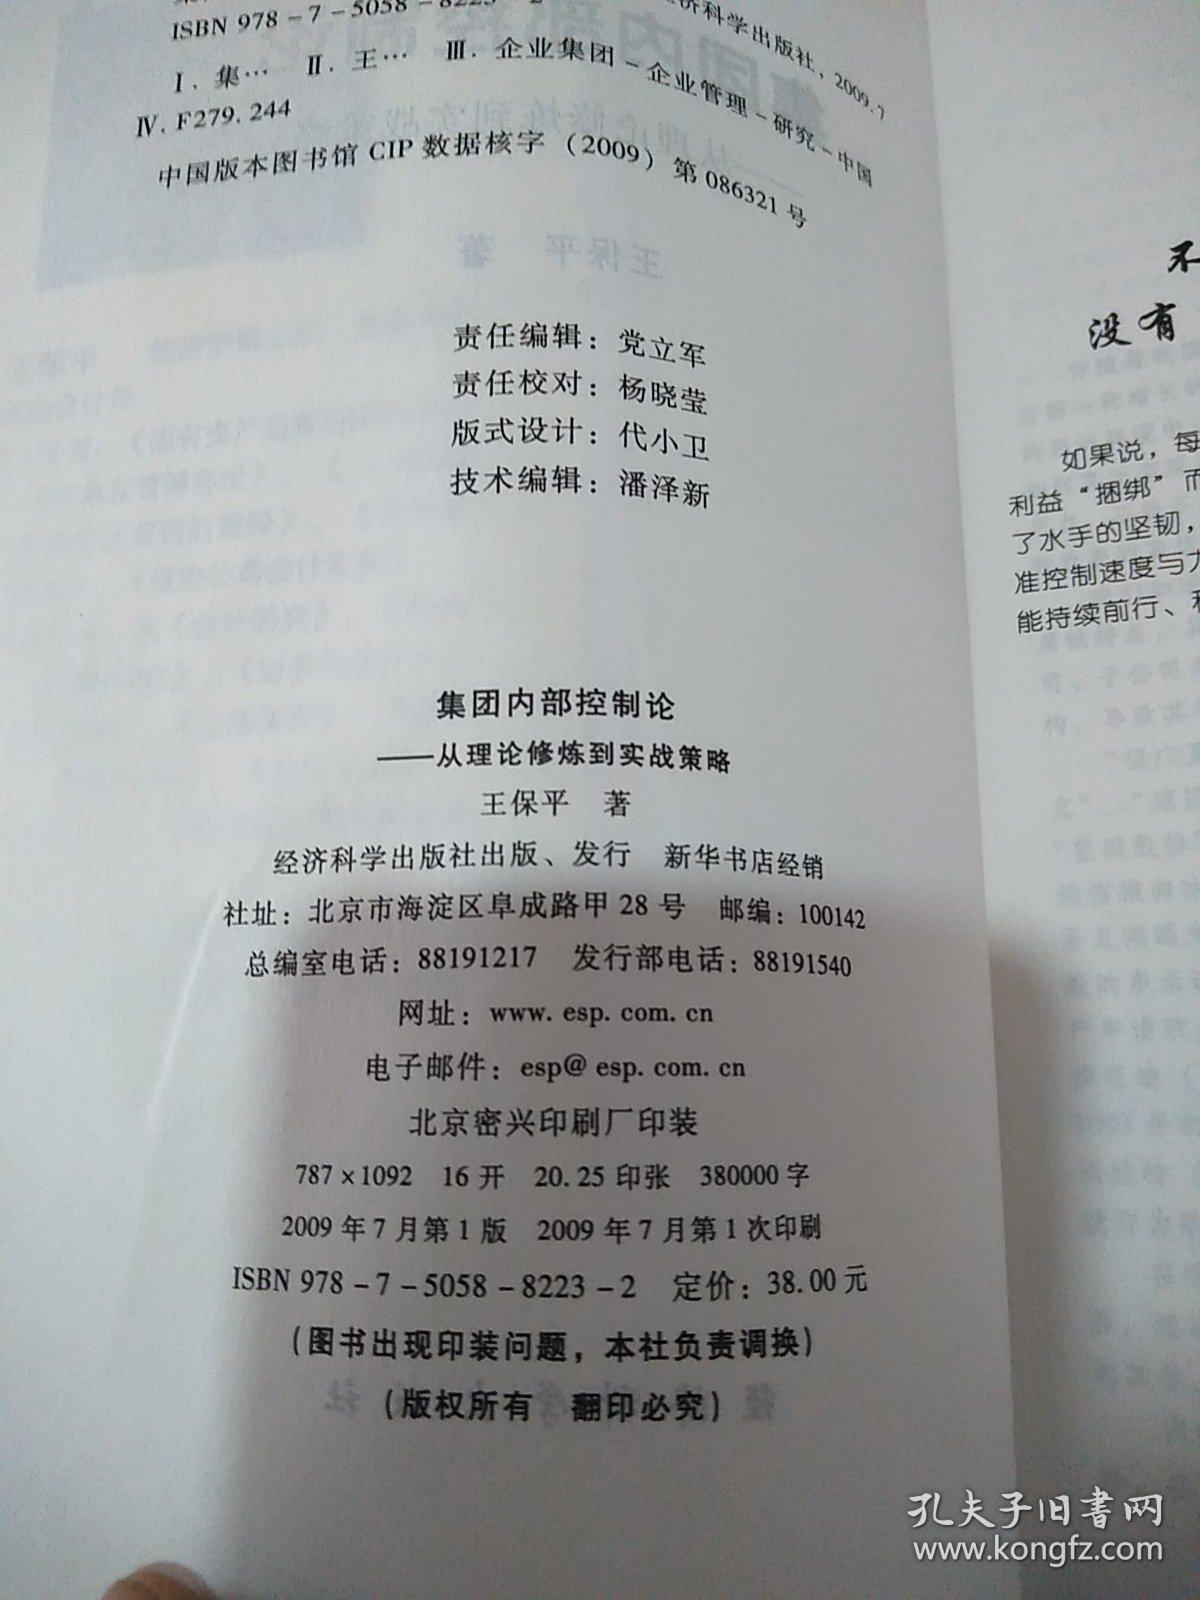 ISBN 978-7-5058-8223-2
经济科学出版社，2009.7
Ⅰ.集… Ⅱ.王… Ⅲ.企业集团－企业管理－研究－中国
Ⅳ.F279.244
中国版本图书馆CIP数据核字（2009）第086321号
责任编辑：党立军
责任校对：杨晓莹
版式设计：代小卫
技术编辑：潘泽新
集团内部控制论
——从理论修炼到实战策略
王保平 著
经济科学出版社出版、发行 新华书店经销
社址：北京市海淀区阜成路甲28号 邮编：100142
总编室电话：88191217 发行部电话：88191540
网址：www.esp.com.cn
电子邮件：esp@esp.com.cn
北京密兴印刷厂印装
787×1092 16开 20.25印张 380000字
2009年7月第1版 2009年7月第1次印刷
ISBN 978-7-5058-8223-2 定价：38.00元
（图书出现印装问题，本社负责调换）
（版权所有 翻印必究）
不
没有
如果说，每
利益“捆绑”而
了水手的坚韧，
准控制速度与
能持续前行、
孔夫子旧书网
www.kongfz.com